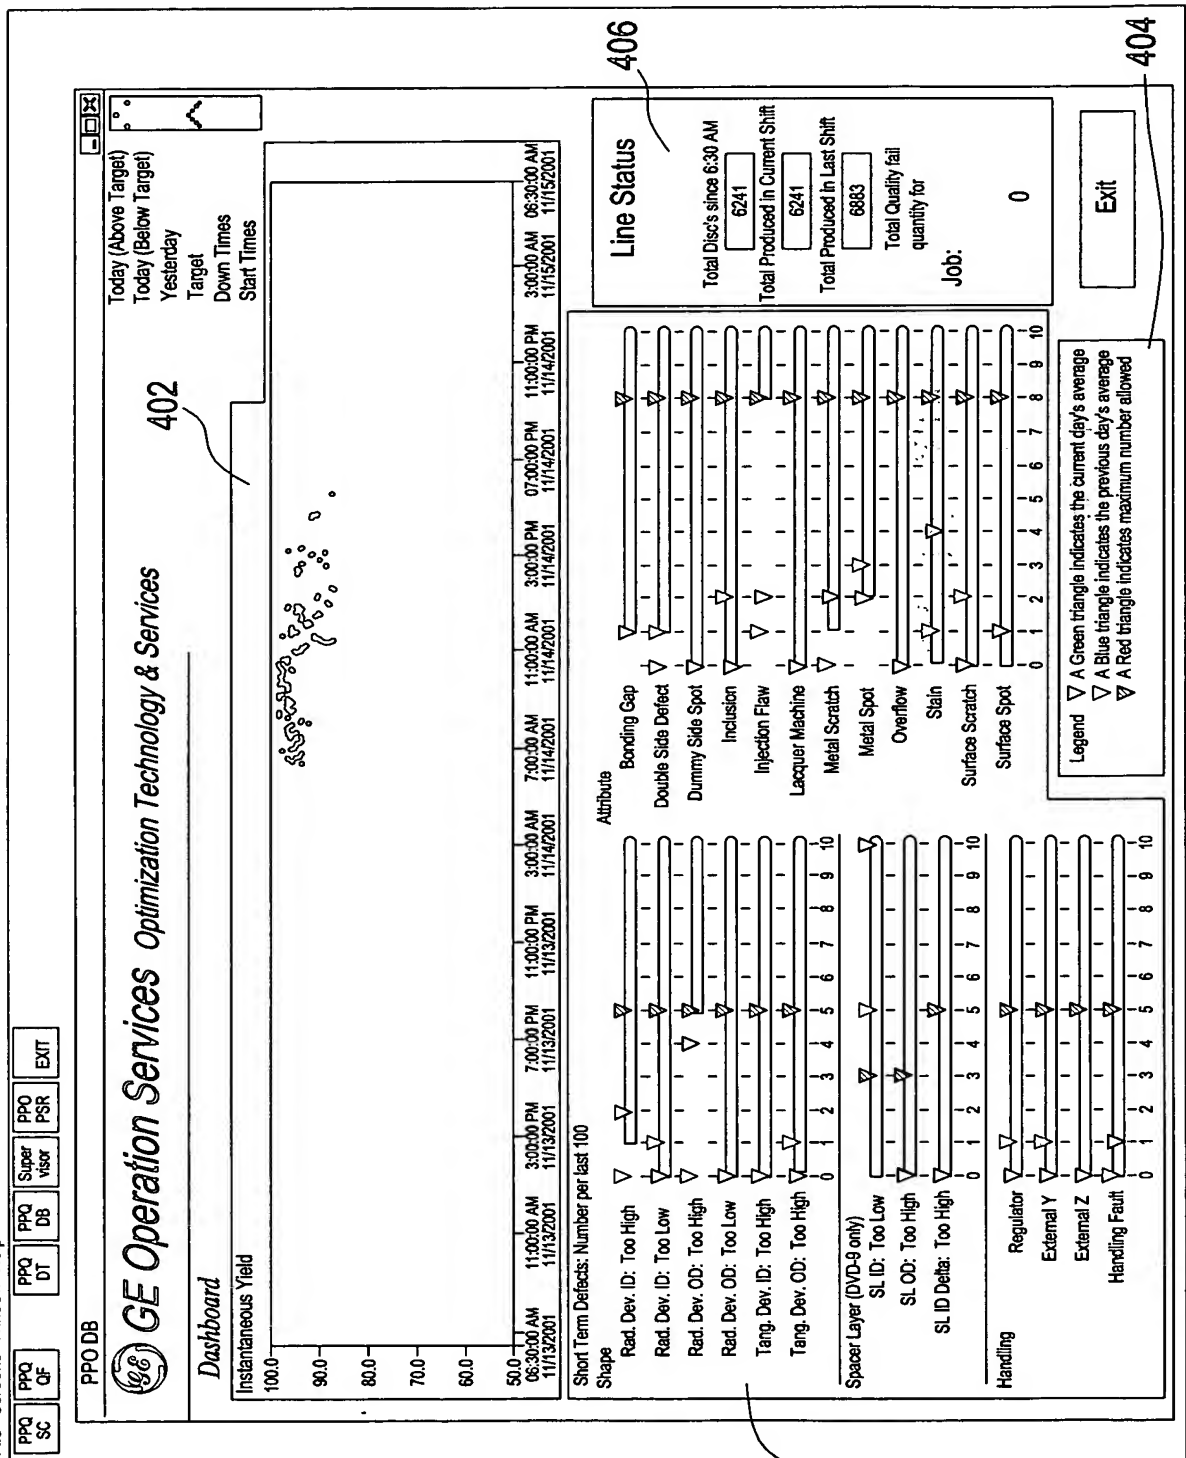 PPQ SC
PPQ QF
PPQ DT
PPQ DB
Super visor
PPO PSR
EXIT
PPO DB
GE GE Operation Services Optimization Technology & Services
Dashboard
Today (Above Target)
Today (Below Target)
Yesterday
Target
Down Times
Start Times
402
Instantaneous Yield
100.0
90.0
80.0
70.0
60.0
50.0
06:30:00 AM 11:00:00 AM 3:00:00 PM 7:00:00 PM 11:00:00 PM 3:00:00 AM 7:00:00 AM 11:00:00 AM 3:00:00 PM 07:00:00 PM 11:00:00 PM 3:00:00 AM 06:30:00 AM
11/13/2001 11/13/2001 11/13/2001 11/13/2001 11/13/2001 11/14/2001 11/14/2001 11/14/2001 11/14/2001 11/14/2001 11/14/2001 11/15/2001 11/15/2001
Short Term Defects: Number per last 100
Shape
Rad. Dev. ID: Too High
Rad. Dev. ID: Too Low
Rad. Dev. OD: Too High
Rad. Dev. OD: Too Low
Tang. Dev. ID: Too High
Tang. Dev. OD: Too High
0 1 2 3 4 5 6 7 8 9 10
Spacer Layer (DVD-9 only)
SL ID: Too Low
SL OD: Too High
SL ID Delta: Too High
0 1 2 3 4 5 6 7 8 9 10
Handling
Regulator
External Y
External Z
Handling Fault
0 1 2 3 4 5 6 7 8 9 10
Attribute
Bonding Gap
Double Side Defect
Dummy Side Spot
Inclusion
Injection Flaw
Lacquer Machine
Metal Scratch
Metal Spot
Overflow
Stain
Surface Scratch
Surface Spot
0 1 2 3 4 5 6 7 8 9 10
Line Status
406
Total Disc's since 6:30 AM
6241
Total Produced in Current Shift
6241
Total Produced in Last Shift
6883
Total Quality fail
quantity for
Job:
0
Legend A Green triangle indicates the current day's average
A Blue triangle indicates the previous day's average
A Red triangle indicates maximum number allowed
404
Exit